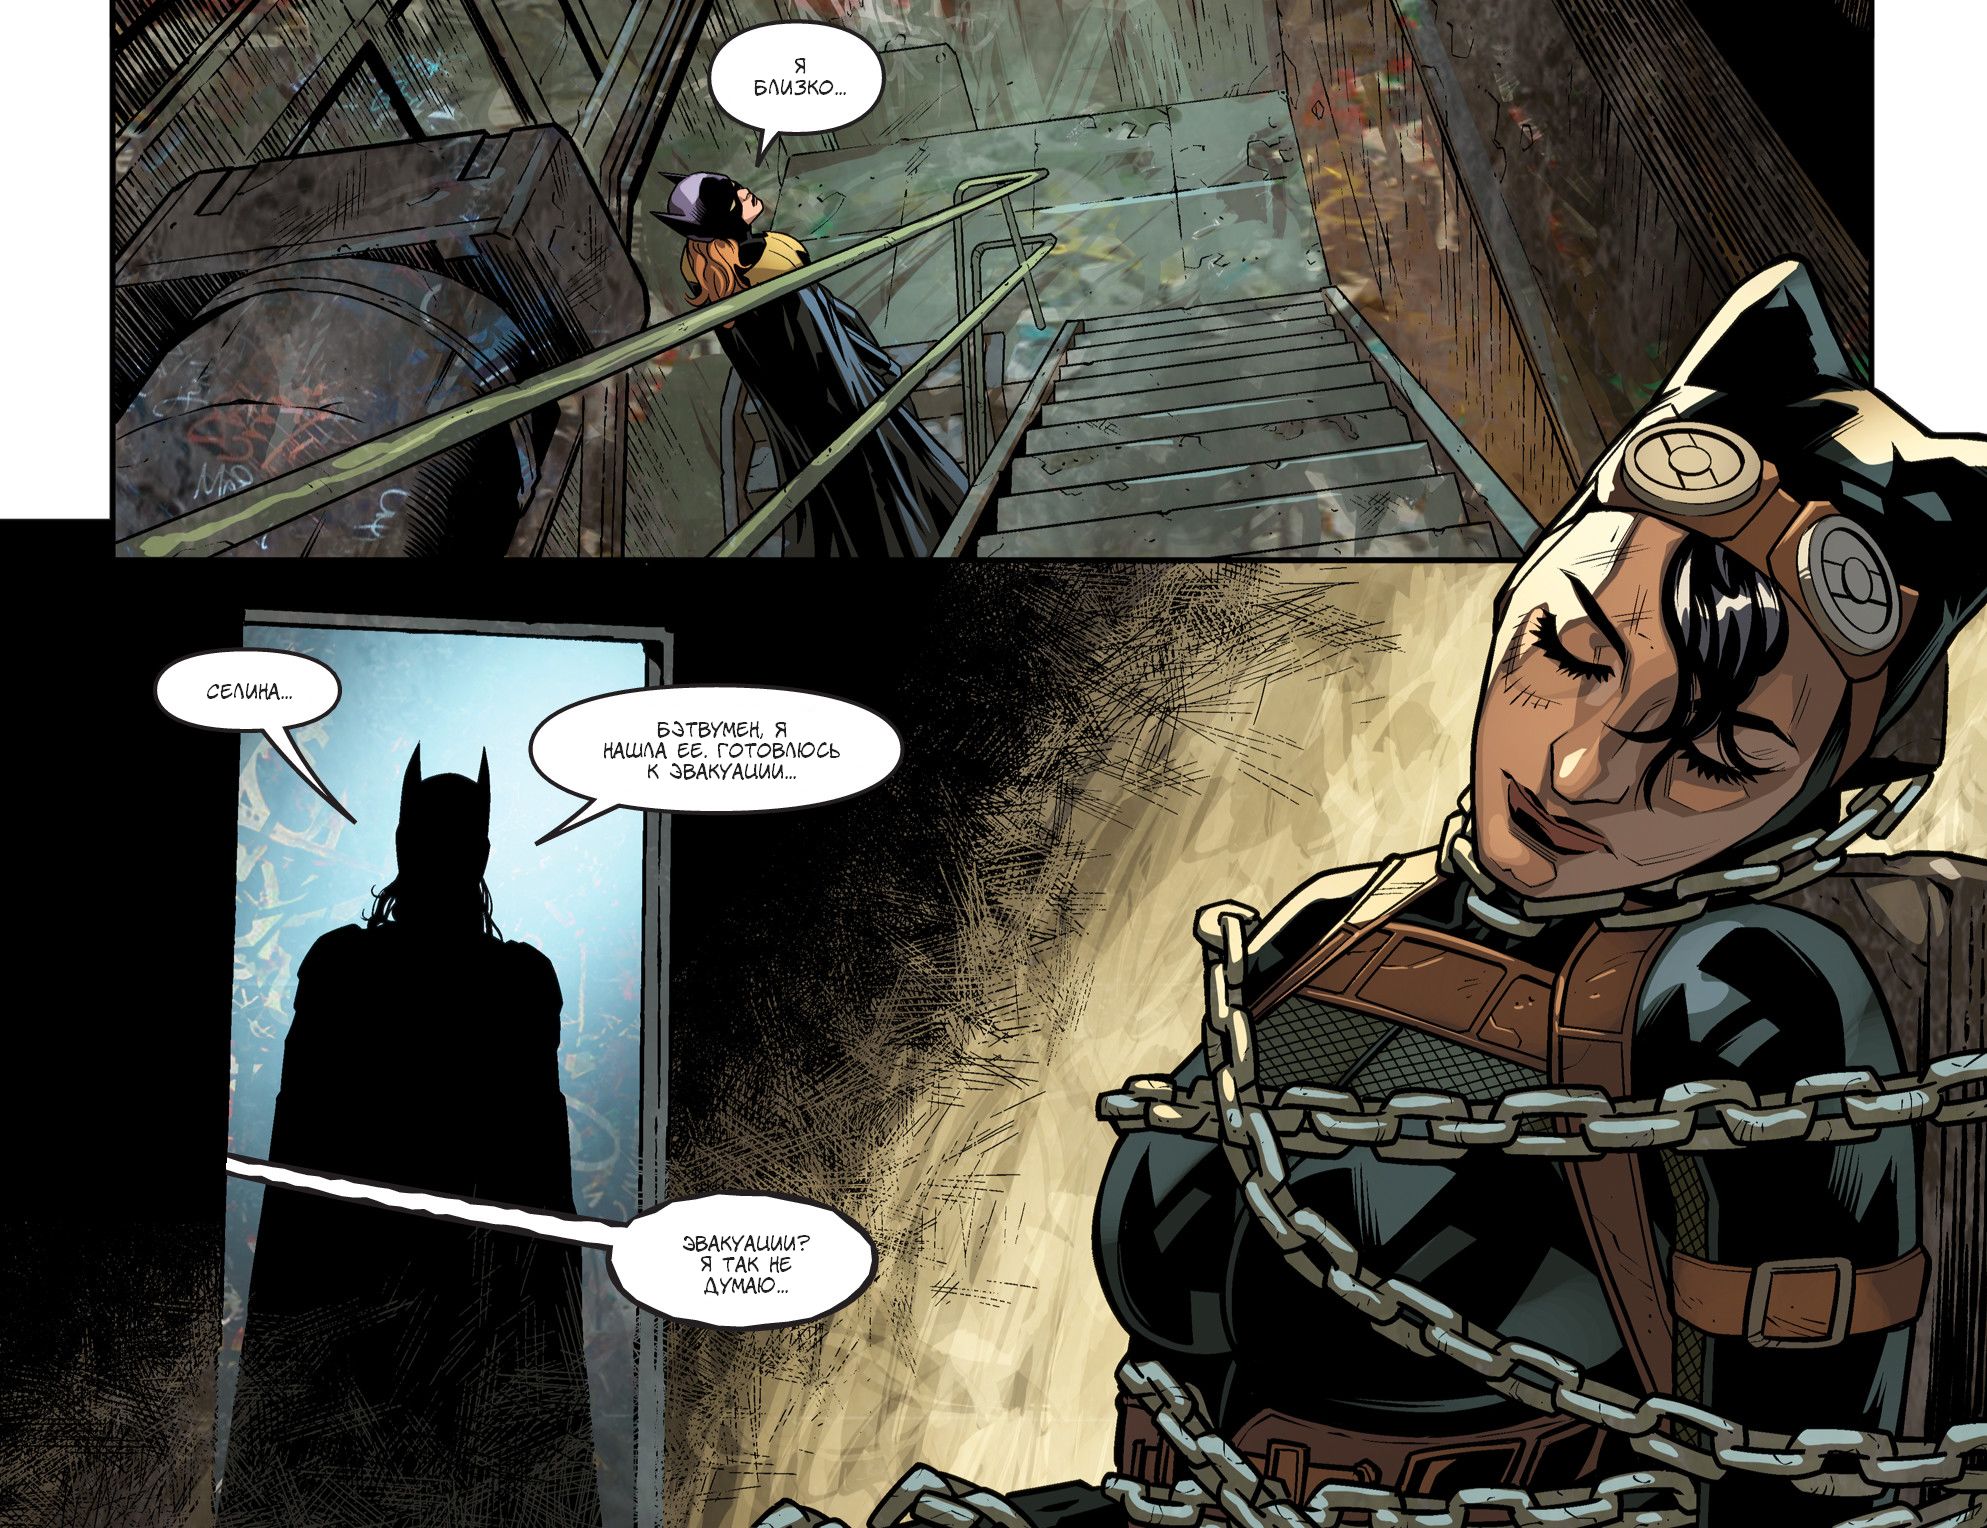 Я
БЛИЗКО...
СЕЛИНА...
БЭТВУМЕН, Я
НАШЛА ЕЕ. ГОТОВЛЮСЬ
К ЭВАКУАЦИИ...
ЭВАКУАЦИИ?
Я ТАК НЕ
ДУМАЮ...